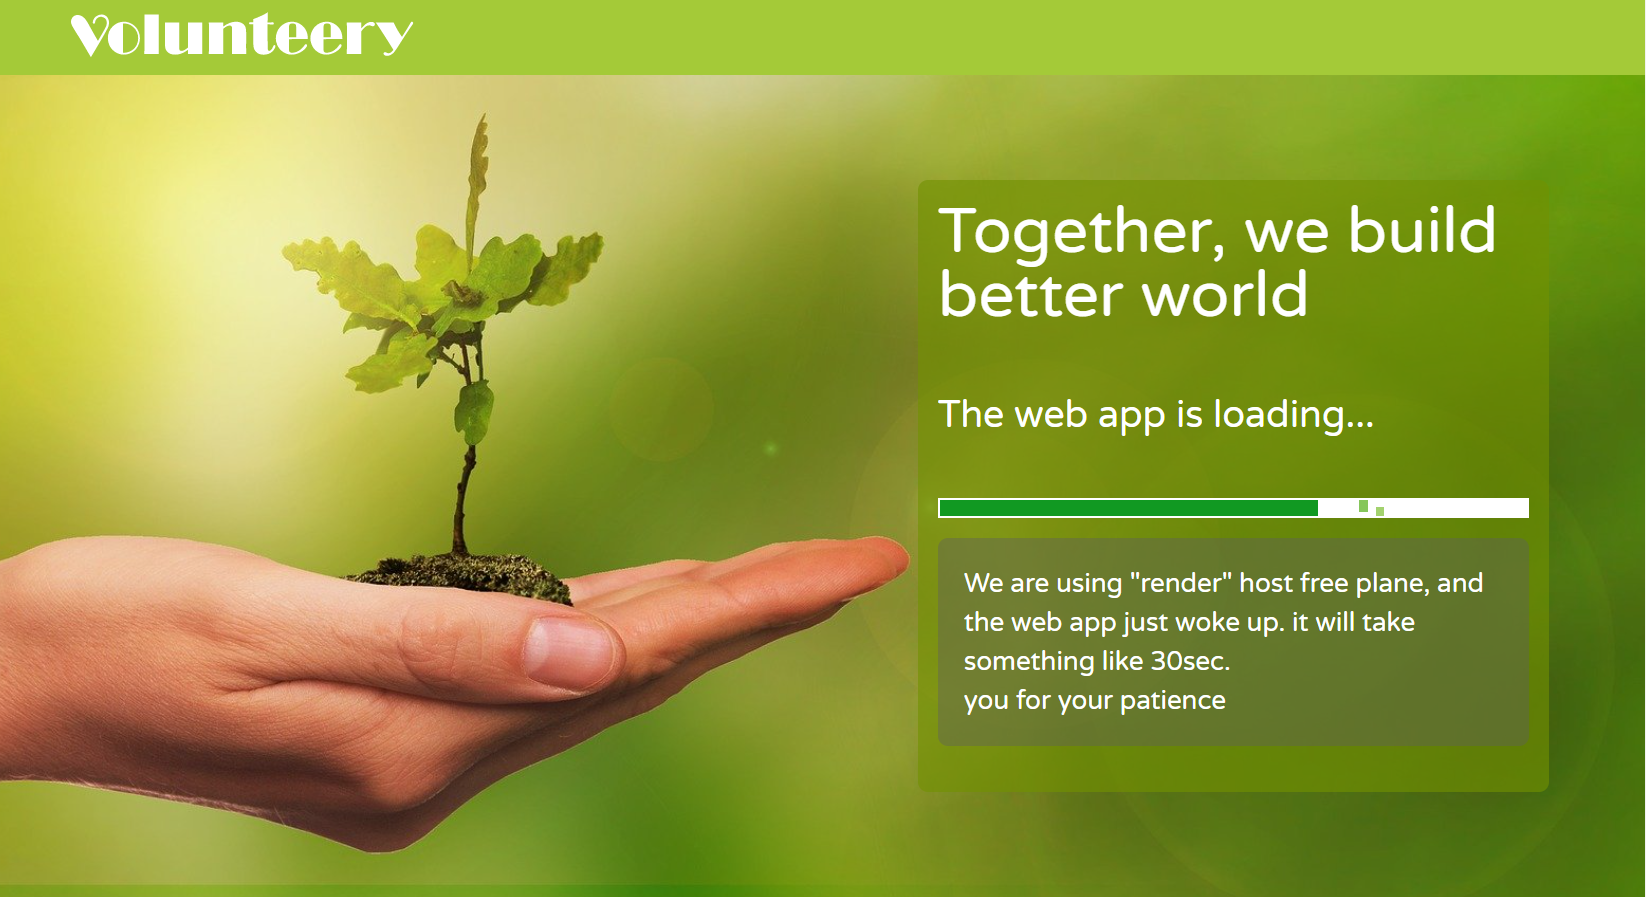 Volunteery
Together, we build
better world
The web app is loading...
We are using "render" host free plane, and
the web app just woke up. it will take
something like 30sec.
you for your patience